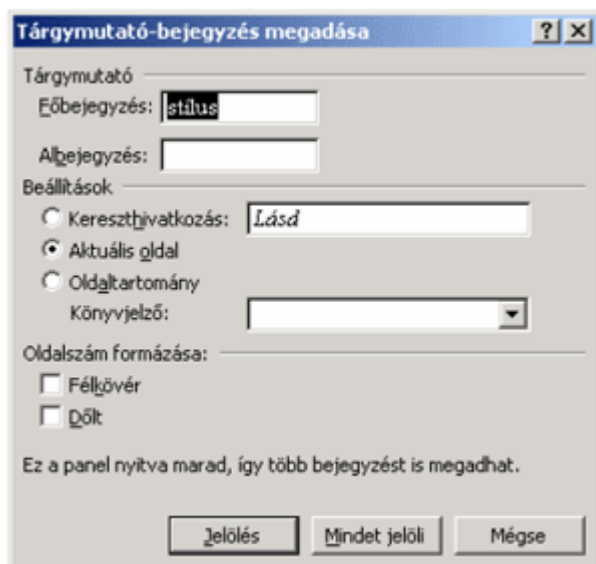 Tárgymutató-bejegyzés megadása
Tárgymutató
Főbejegyzés: stílus
Albejegyzés:
Beállítások
Kereszthivatkozás: Lásd
Aktuális oldal
Oldaltartomány
Könyvjelző:
Oldalszám formázása:
Félkövér
Dőlt
Ez a panel nyitva marad, így több bejegyzést is megadhat.
Jelölés Mindet jelöli Mégse